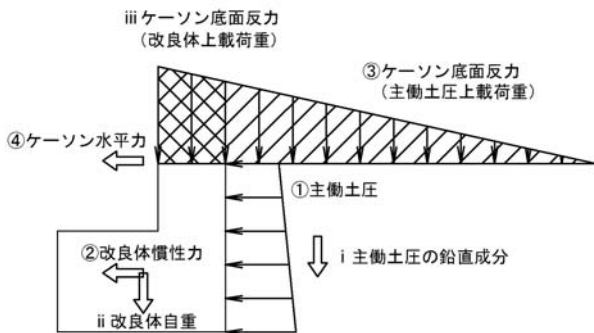 ⅲケーソン底面反力
（改良体上載荷重）
③ケーソン底面反力
（主働土圧上載荷重）
④ケーソン水平力
①主働土圧
②改良体慣性力
ⅰ 主働土圧の鉛直成分
ⅱ 改良体自重